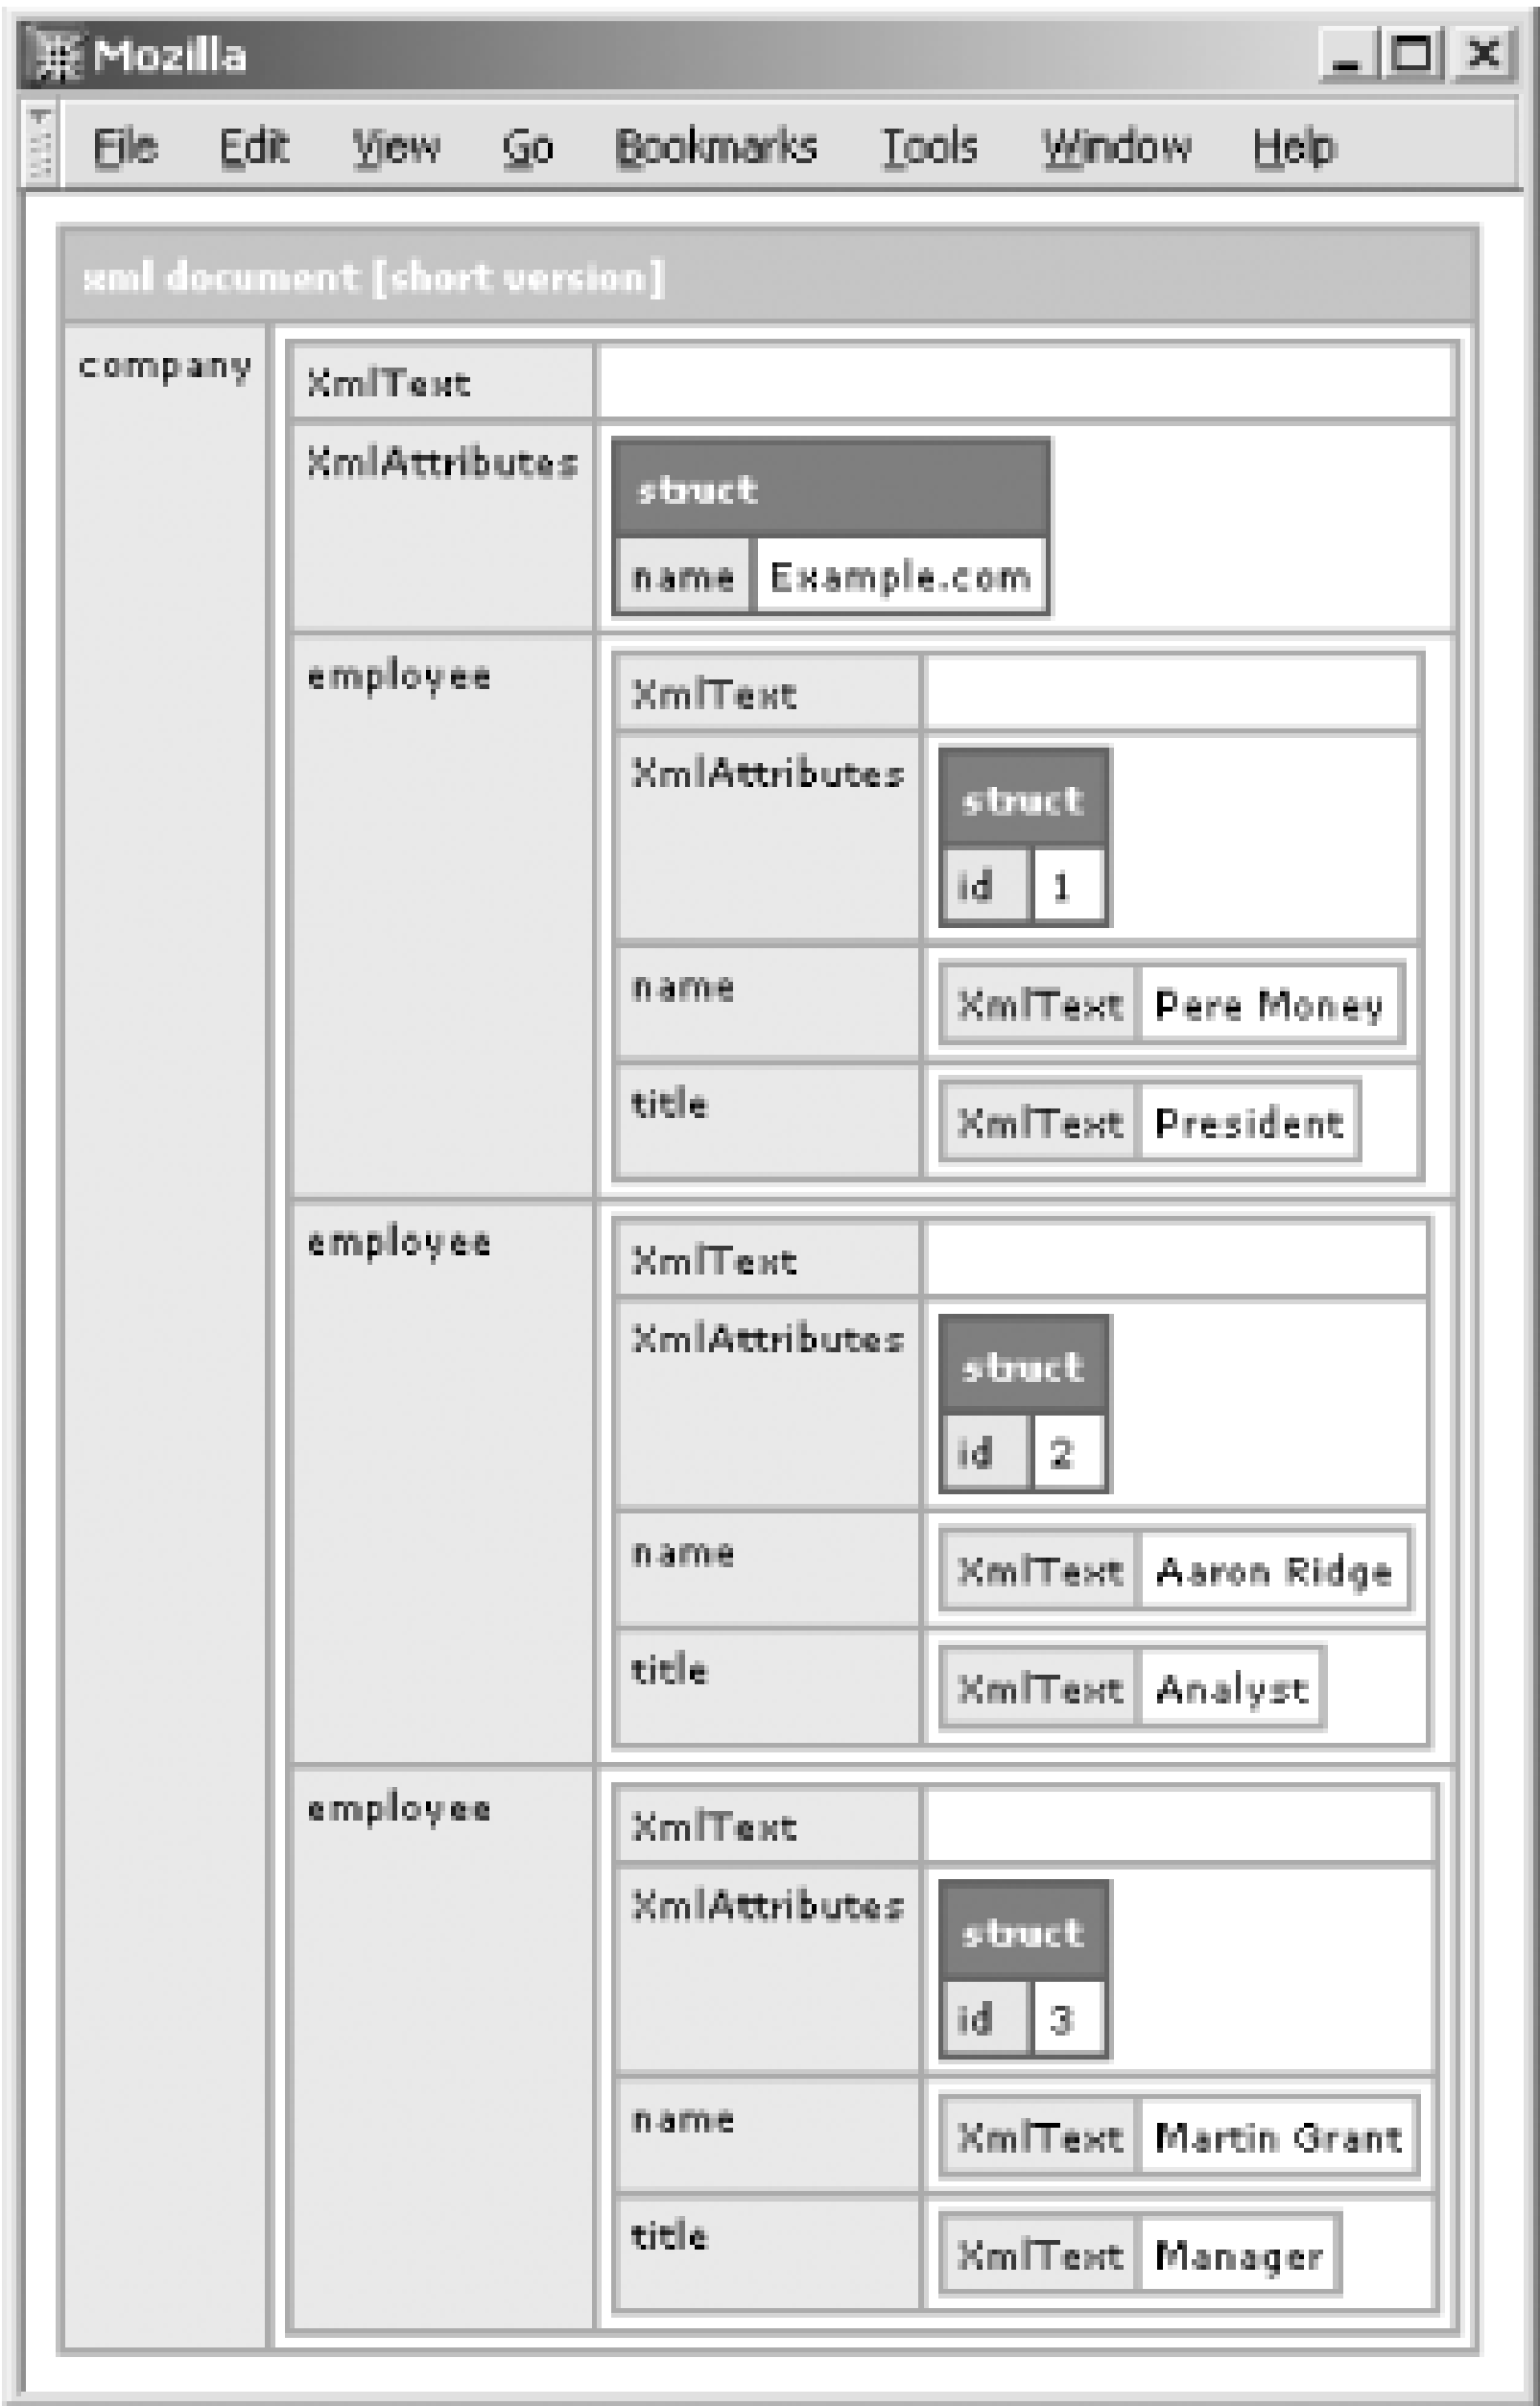 Mozilla
File Edit View Go Bookmarks Tools Window Help
xml document [short version]
company
XmlText
XmlAttributes
struct
name Example.com
employee
XmlText
XmlAttributes
struct
id 1
name
XmlText Pere Money
title
XmlText President
employee
XmlText
XmlAttributes
struct
id 2
name
XmlText Aaron Ridge
title
XmlText Analyst
employee
XmlText
XmlAttributes
struct
id 3
name
XmlText Martin Grant
title
XmlText Manager